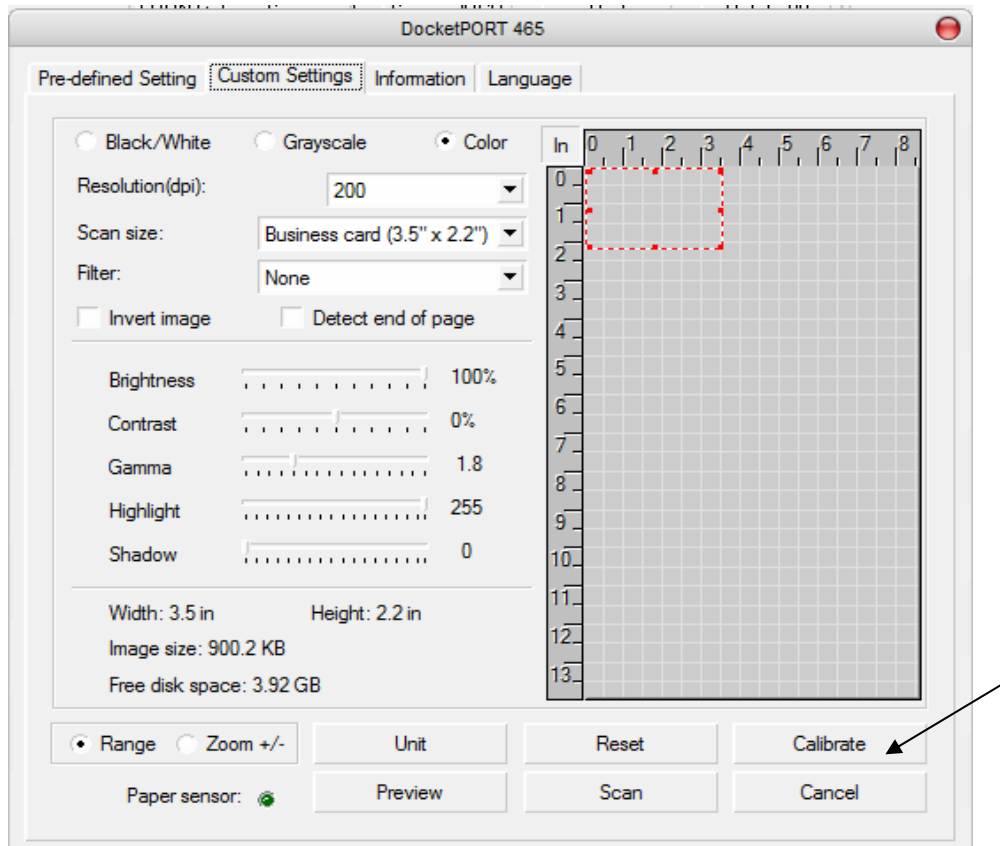 DocketPORT 465
Pre-defined Setting Custom Settings Information Language
Black/White Grayscale Color
Resolution(dpi): 200
Scan size: Business card (3.5" x 2.2")
Filter: None
Invert image Detect end of page
Brightness 100%
Contrast 0%
Gamma 1.8
Highlight 255
Shadow 0
Width: 3.5 in Height: 2.2 in
Image size: 900.2 KB
Free disk space: 3.92 GB
In 0 1 2 3 4 5 6 7 8
0
1
2
3
4
5
6
7
8
9
10
11
12
13
Range Zoom +/- Unit Reset Calibrate
Paper sensor: Preview Scan Cancel